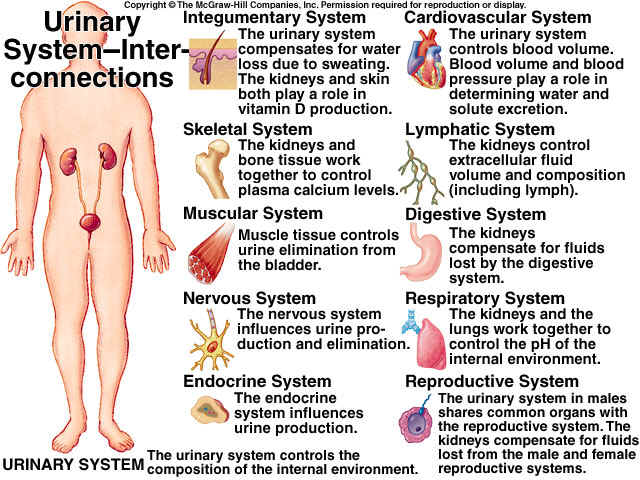 Copyright © The McGraw-Hill Companies, Inc. Permission required for reproduction or display.
Urinary
System–Inter-
connections
Integumentary System
The urinary system
compensates for water
loss due to sweating.
The kidneys and skin
both play a role in
vitamin D production.
Skeletal System
The kidneys and
bone tissue work
together to control
plasma calcium levels.
Muscular System
Muscle tissue controls
urine elimination from
the bladder.
Nervous System
The nervous system
influences urine pro-
duction and elimination.
Endocrine System
The endocrine
system influences
urine production.
Cardiovascular System
The urinary system
controls blood volume.
Blood volume and blood
pressure play a role in
determining water and
solute excretion.
Lymphatic System
The kidneys control
extracellular fluid
volume and composition
(including lymph).
Digestive System
The kidneys
compensate for fluids
lost by the digestive
system.
Respiratory System
The kidneys and the
lungs work together to
control the pH of the
internal environment.
Reproductive System
The urinary system in males
shares common organs with
the reproductive system. The
kidneys compensate for fluids
lost from the male and female
reproductive systems.
URINARY SYSTEM
The urinary system controls the
composition of the internal environment.